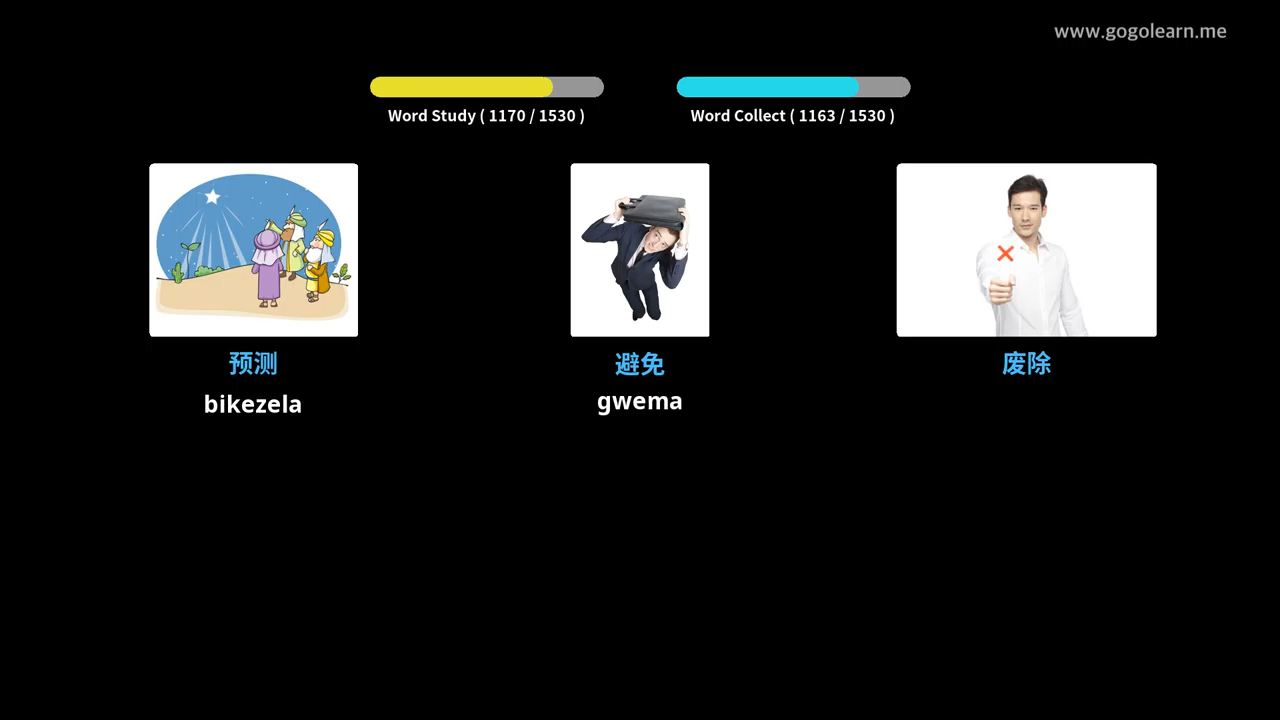 www.gogolearn.me
Word Study ( 1170 / 1530 )
Word Collect ( 1163 / 1530 )
预测
避免
废除
bikezela
gwema